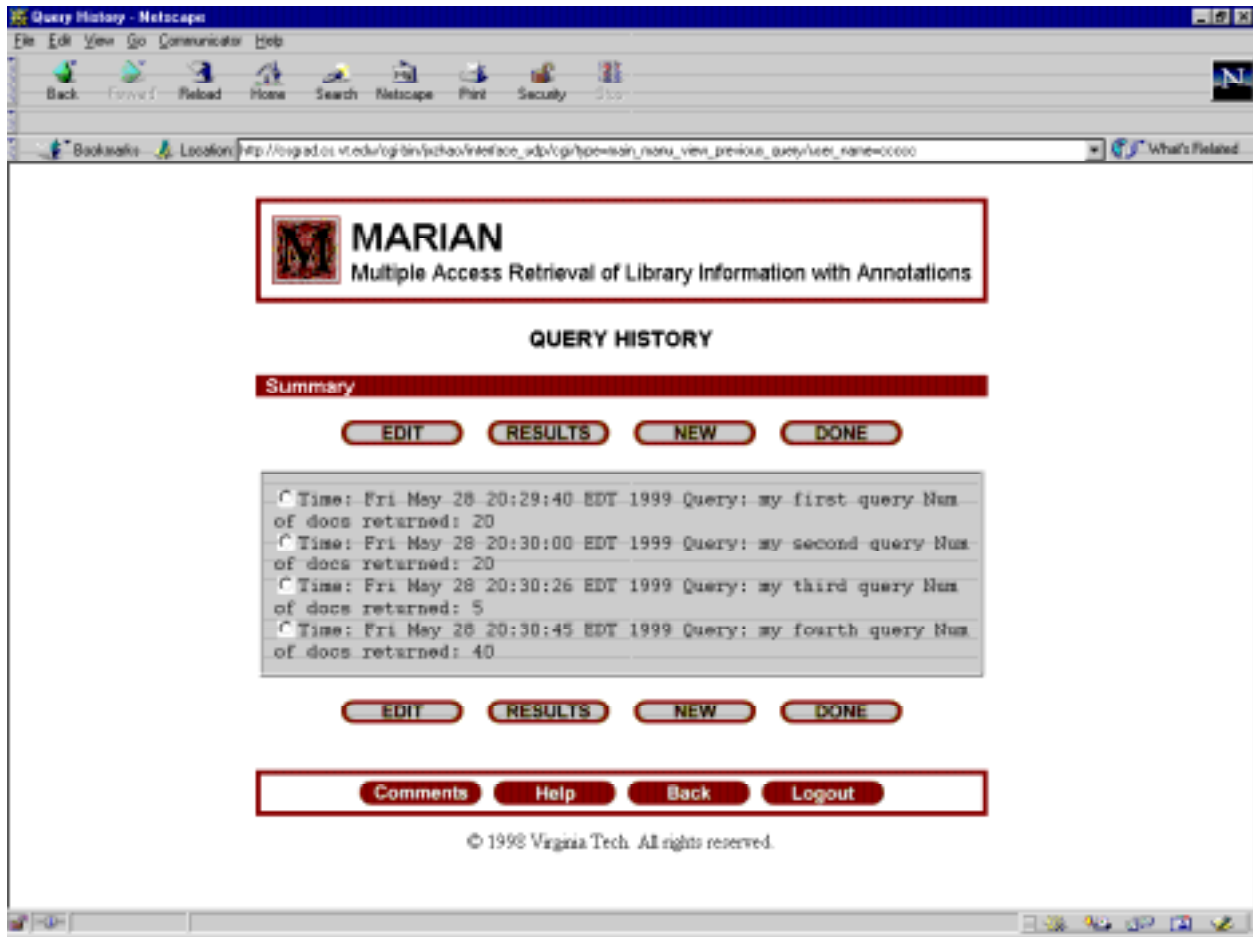 Query History - Netscape
File Edit View Go Communicator Help
Back Forward Reload Home Search Netscape Print Security Stop
Bookmarks Location: What's Related
N
M
MARIAN
Multiple Access Retrieval of Library Information with Annotations
QUERY HISTORY
Summary
EDIT RESULTS NEW DONE
Time: Fri May 28 20:29:40 EDT 1999 Query: my first query Num
of docs returned: 20
Time: Fri May 28 20:30:00 EDT 1999 Query: my second query Num
of docs returned: 20
Time: Fri May 28 20:30:26 EDT 1999 Query: my third query Num
of docs returned: 5
Time: Fri May 28 20:30:45 EDT 1999 Query: my fourth query Num
of docs returned: 40
EDIT RESULTS NEW DONE
Comments Help Back Logout
© 1998 Virginia Tech. All rights reserved.